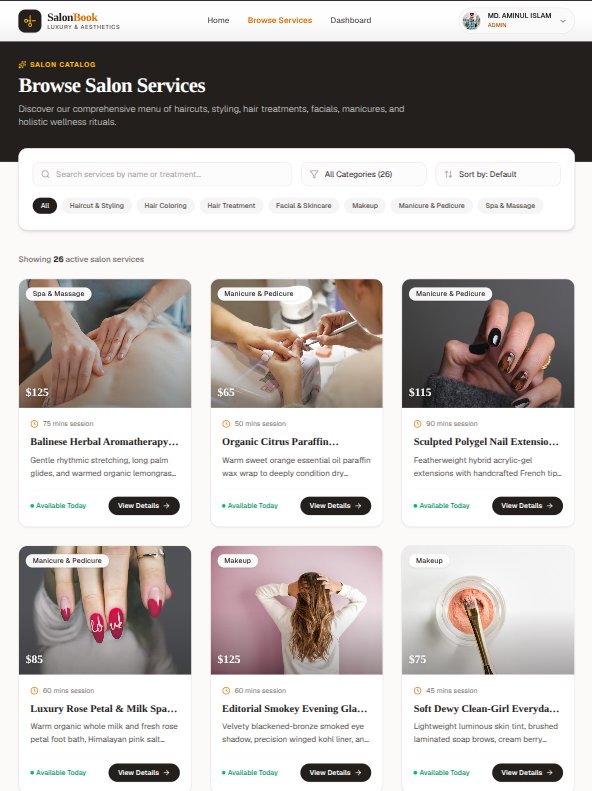 SalonBook
LUXURY & AESTHETICS
Home
Browse Services
Dashboard
MD. AMINUL ISLAM
ADMIN
SALON CATALOG
Browse Salon Services
Discover our comprehensive menu of haircuts, styling, hair treatments, facials, manicures, and
holistic wellness rituals.
Search services by name or treatment...
All Categories (26)
Sort by: Default
All
Haircut & Styling
Hair Coloring
Hair Treatment
Facial & Skincare
Makeup
Manicure & Pedicure
Spa & Massage
Showing 26 active salon services
Spa & Massage
$125
75 mins session
Balinese Herbal Aromatherapy...
Gentle rhythmic stretching, long palm
glides, and warmed organic lemongras...
Available Today
View Details →
Manicure & Pedicure
$65
50 mins session
Organic Citrus Paraffin...
Warm sweet orange essential oil paraffin
wax wrap to deeply condition dry...
Available Today
View Details →
Manicure & Pedicure
$115
90 mins session
Sculpted Polygel Nail Extensio...
Featherweight hybrid acrylic-gel
extensions with handcrafted French tip...
Available Today
View Details →
Manicure & Pedicure
$85
60 mins session
Luxury Rose Petal & Milk Spa...
Warm organic whole milk and fresh rose
petal foot bath, Himalayan pink salt...
Available Today
View Details →
Makeup
$125
60 mins session
Editorial Smokey Evening Gla...
Velvety blackened-bronze smoked eye
shadow, precision winged kohl liner, an...
Available Today
View Details →
Makeup
$75
45 mins session
Soft Dewy Clean-Girl Everyda...
Lightweight luminous skin tint, brushed
laminated soap brows, cream berry...
Available Today
View Details →